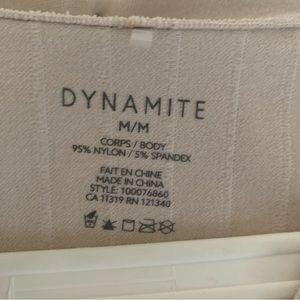 DYNAMITE
M/M
CORPS / BODY
95% NYLON / 5% SPANDEX
FAIT EN CHINE
MADE IN CHINA
STYLE: 100076860
CA 11319 RN 121340